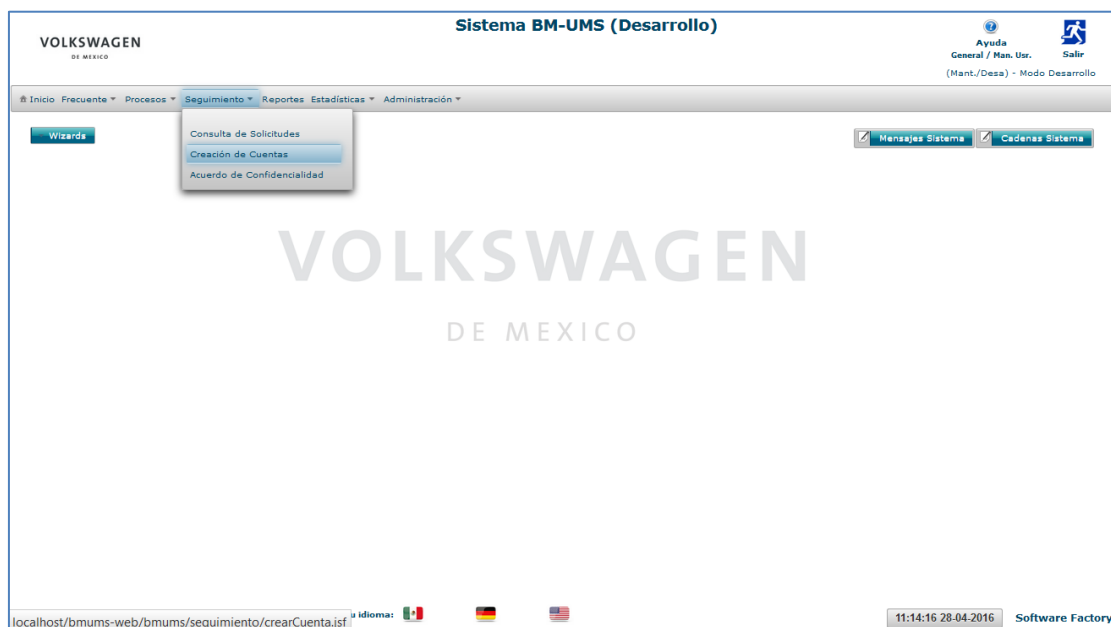 Sistema BM-UMS (Desarrollo)
VOLKSWAGEN
DE MEXICO
Ayuda
General / Man. Usr.
Salir
(Mant./Desa) - Modo Desarrollo
Inicio Frecuente Procesos Seguimiento Reportes Estadísticas Administración
Wizards
Consulta de Solicitudes
Creación de Cuentas
Acuerdo de Confidencialidad
Mensajes Sistema
Cadenas Sistema
VOLKSWAGEN
DE MEXICO
localhost/bmums-web/bmums/seguimiento/crearCuenta.jsf
u idioma:
11:14:16 28-04-2016
Software Factory